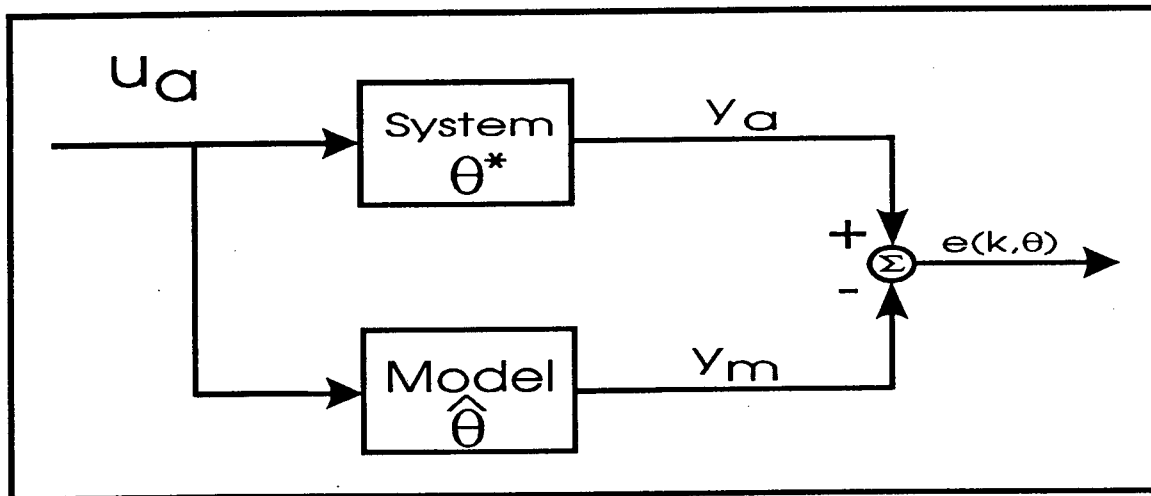 u_a
System
θ*
y_a
+
Σ
e(k,θ)
-
Model
θ̂
y_m